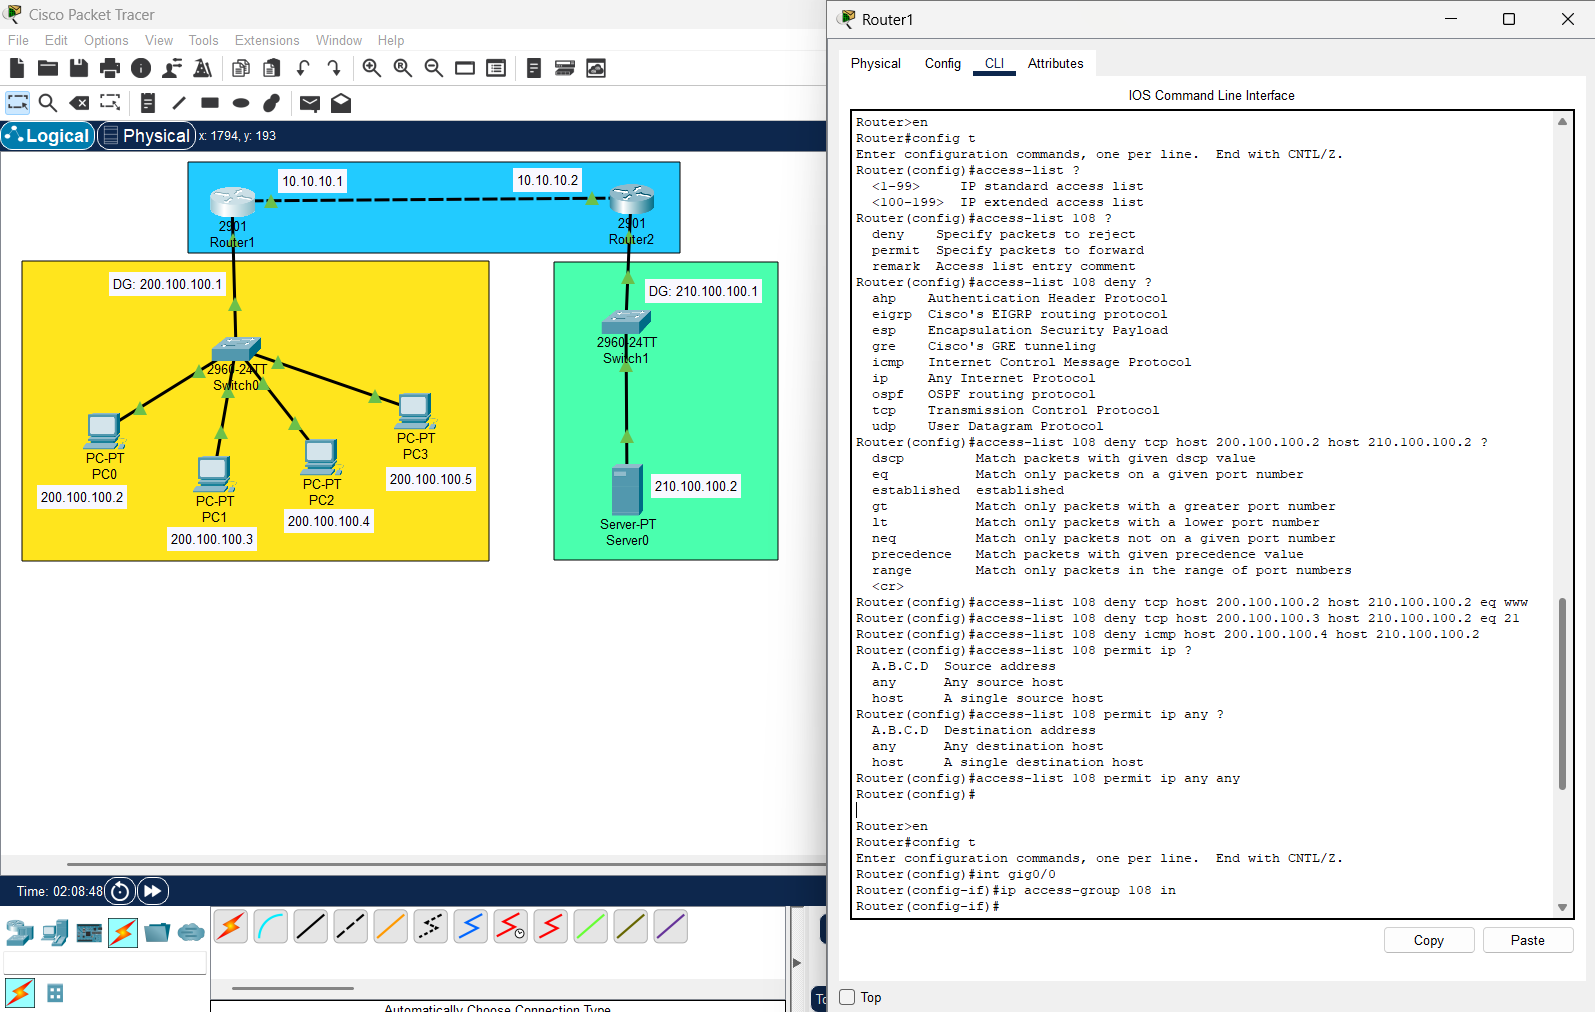 Cisco Packet Tracer
File Edit Options View Tools Extensions Window Help
Logical Physical x: 1794, y: 193
10.10.10.1
10.10.10.2
2901
Router1
2901
Router2
DG: 200.100.100.1
2960-24TT
Switch0
PC-PT
PC0
200.100.100.2
PC-PT
PC1
200.100.100.3
PC-PT
PC2
200.100.100.4
PC-PT
PC3
200.100.100.5
DG: 210.100.100.1
2960-24TT
Switch1
Server-PT
Server0
210.100.100.2
Time: 02:08:48
Automatically Choose Connection Type
Router1
Physical Config CLI Attributes
IOS Command Line Interface
Router>en
Router#config t
Enter configuration commands, one per line.  End with CNTL/Z.
Router(config)#access-list ?
  <1-99>     IP standard access list
  <100-199>  IP extended access list
Router(config)#access-list 108 ?
  deny    Specify packets to reject
  permit  Specify packets to forward
  remark  Access list entry comment
Router(config)#access-list 108 deny ?
  ahp    Authentication Header Protocol
  eigrp  Cisco's EIGRP routing protocol
  esp    Encapsulation Security Payload
  gre    Cisco's GRE tunneling
  icmp   Internet Control Message Protocol
  ip     Any Internet Protocol
  ospf   OSPF routing protocol
  tcp    Transmission Control Protocol
  udp    User Datagram Protocol
Router(config)#access-list 108 deny tcp host 200.100.100.2 host 210.100.100.2 ?
  dscp         Match packets with given dscp value
  eq           Match only packets on a given port number
  established  established
  gt           Match only packets with a greater port number
  lt           Match only packets with a lower port number
  neq          Match only packets not on a given port number
  precedence   Match packets with given precedence value
  range        Match only packets in the range of port numbers
  <cr>
Router(config)#access-list 108 deny tcp host 200.100.100.2 host 210.100.100.2 eq www
Router(config)#access-list 108 deny tcp host 200.100.100.3 host 210.100.100.2 eq 21
Router(config)#access-list 108 deny icmp host 200.100.100.4 host 210.100.100.2
Router(config)#access-list 108 permit ip ?
  A.B.C.D  Source address
  any      Any source host
  host     A single source host
Router(config)#access-list 108 permit ip any ?
  A.B.C.D  Destination address
  any      Any destination host
  host     A single destination host
Router(config)#access-list 108 permit ip any any
Router(config)#
Router>en
Router#config t
Enter configuration commands, one per line.  End with CNTL/Z.
Router(config)#int gig0/0
Router(config-if)#ip access-group 108 in
Router(config-if)#
Copy Paste
Top